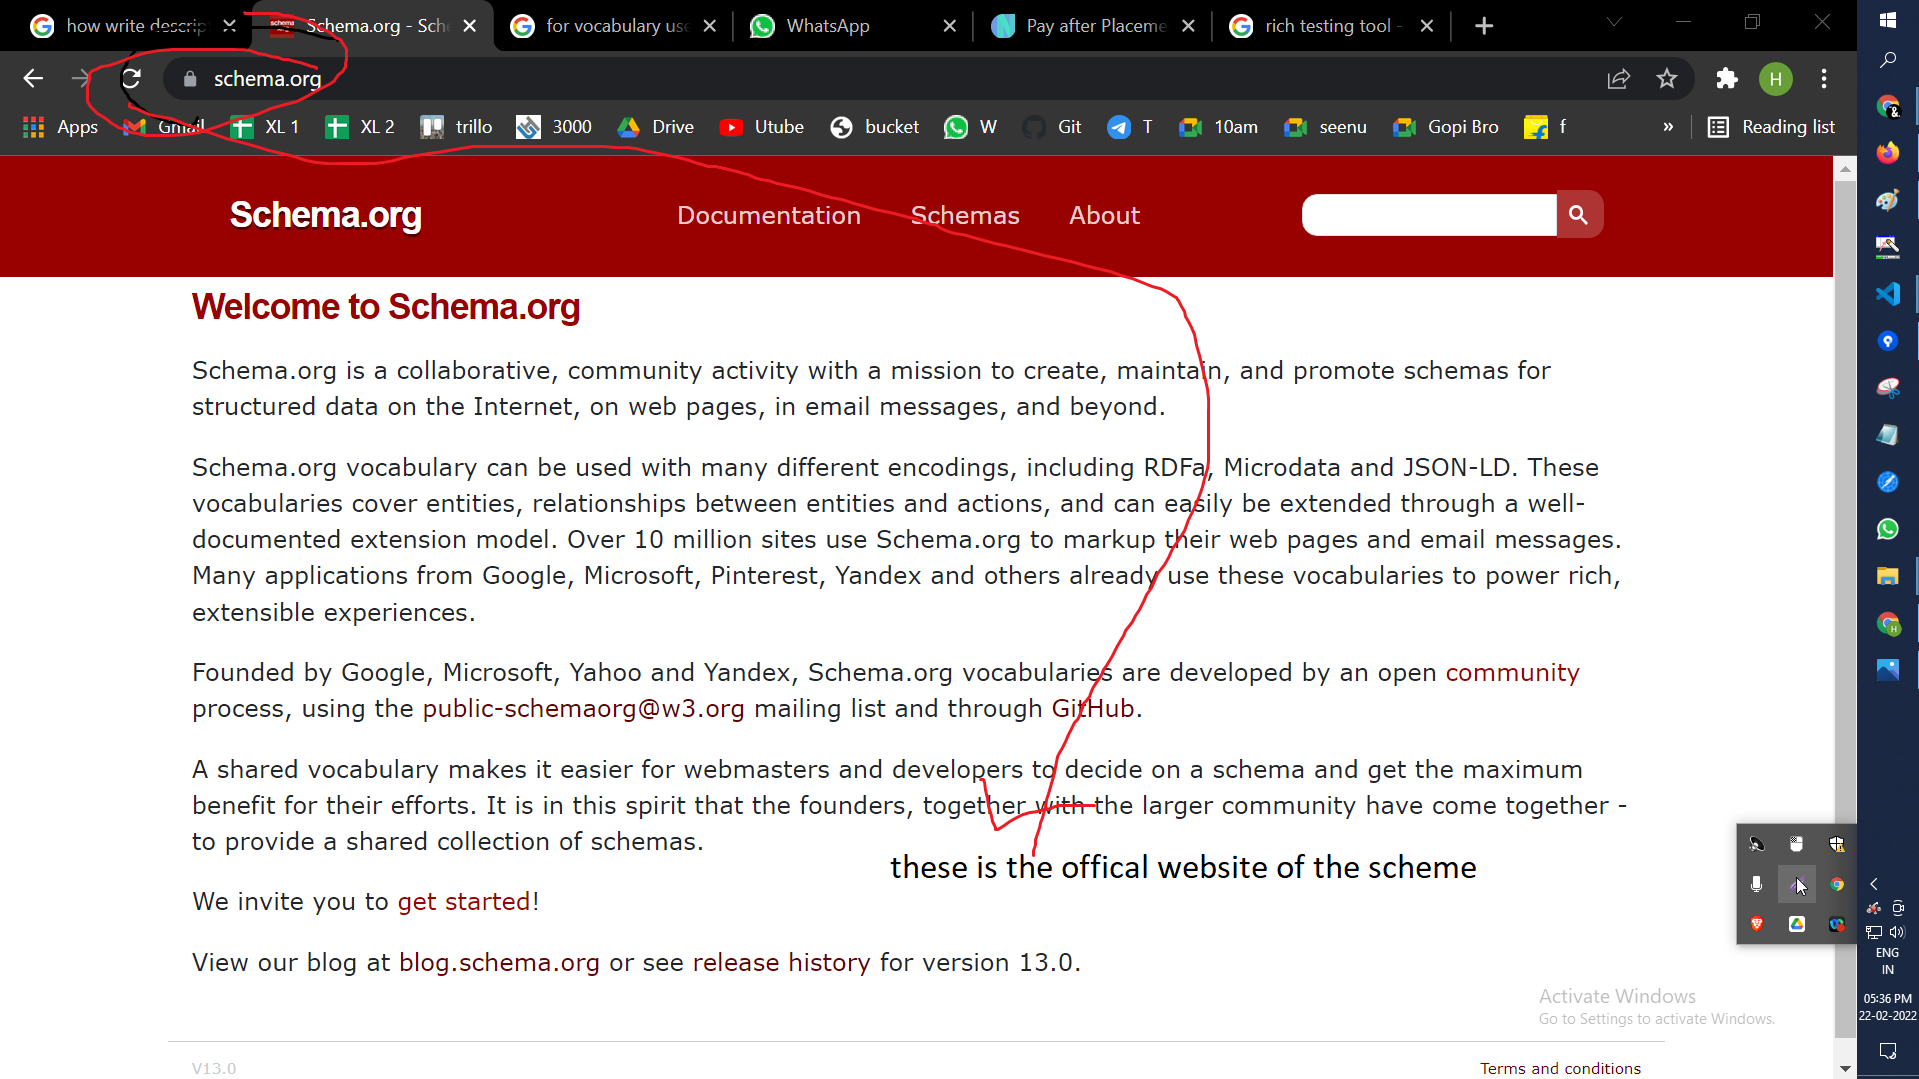 how write descrip
Schema.org - Sch
for vocabulary use
WhatsApp
Pay after Placeme
rich testing tool -
schema.org
H
Apps
Gmail
XL 1
XL 2
trillo
3000
Drive
Utube
bucket
W
Git
T
10am
seenu
Gopi Bro
f
»
Reading list
Schema.org
Documentation
Schemas
About
Welcome to Schema.org
Schema.org is a collaborative, community activity with a mission to create, maintain, and promote schemas for
structured data on the Internet, on web pages, in email messages, and beyond.
Schema.org vocabulary can be used with many different encodings, including RDFa, Microdata and JSON-LD. These
vocabularies cover entities, relationships between entities and actions, and can easily be extended through a well-
documented extension model. Over 10 million sites use Schema.org to markup their web pages and email messages.
Many applications from Google, Microsoft, Pinterest, Yandex and others already use these vocabularies to power rich,
extensible experiences.
Founded by Google, Microsoft, Yahoo and Yandex, Schema.org vocabularies are developed by an open community
process, using the public-schemaorg@w3.org mailing list and through GitHub.
A shared vocabulary makes it easier for webmasters and developers to decide on a schema and get the maximum
benefit for their efforts. It is in this spirit that the founders, together with the larger community have come together -
to provide a shared collection of schemas.
these is the offical website of the scheme
We invite you to get started!
View our blog at blog.schema.org or see release history for version 13.0.
Activate Windows
Go to Settings to activate Windows.
V13.0
Terms and conditions
ENG
IN
05:36 PM
22-02-2022